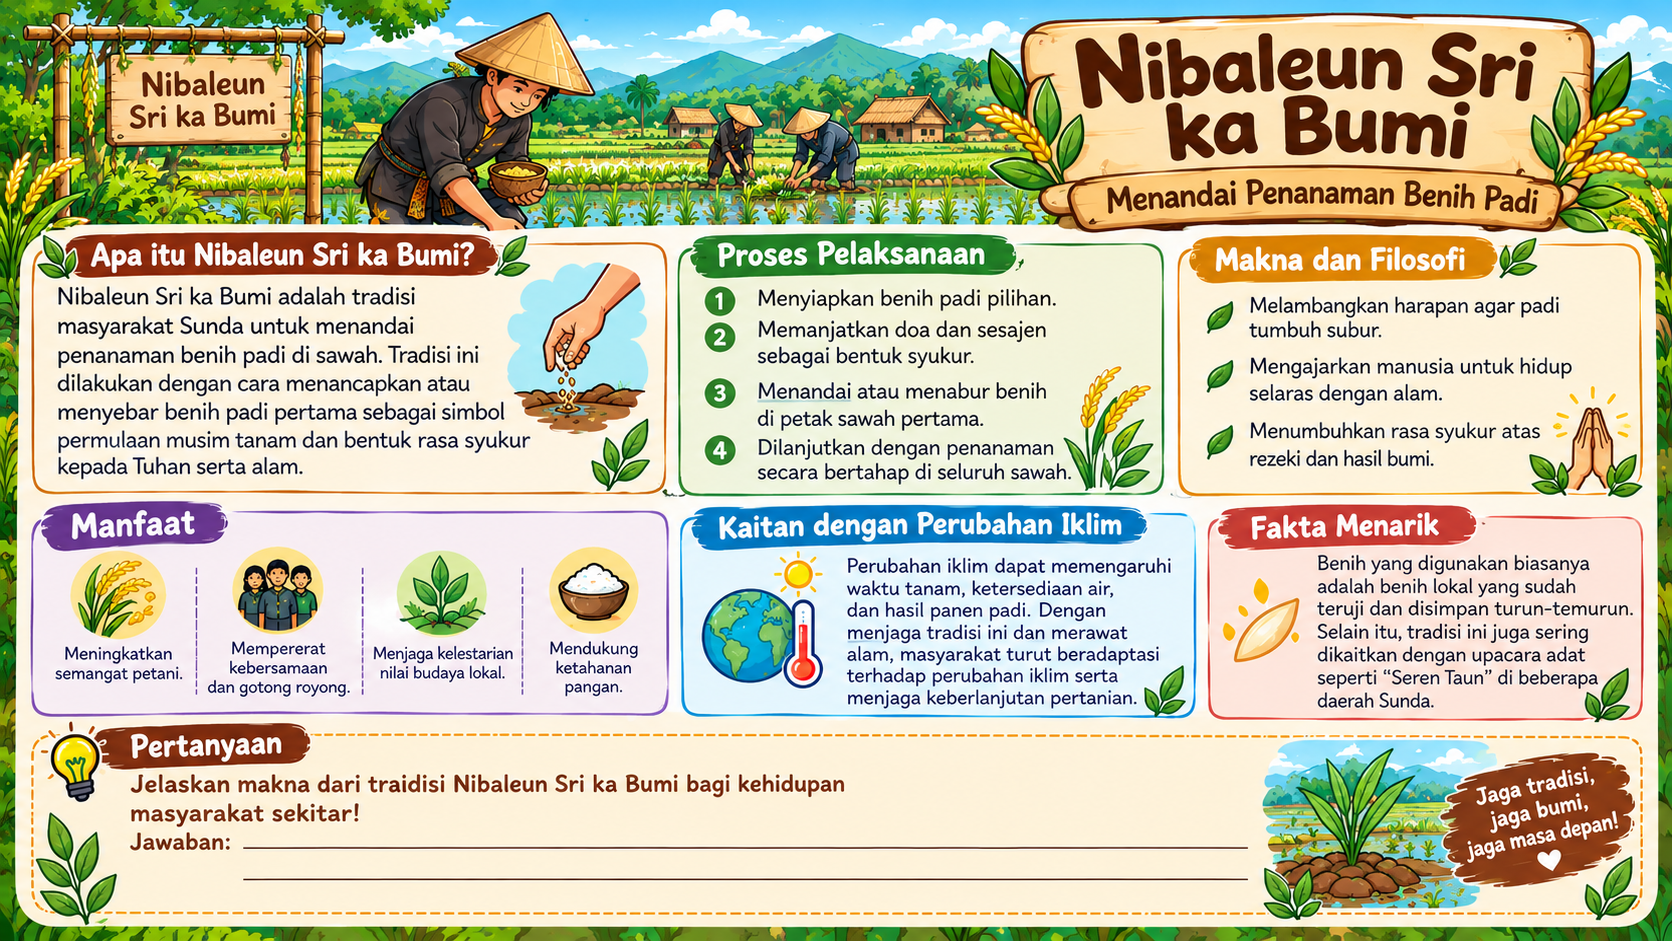 Nibaleun
Sri ka Bumi
Nibaleun Sri
ka Bumi
Menandai Penanaman Benih Padi
Apa itu Nibaleun Sri ka Bumi?
Nibaleun Sri ka Bumi adalah tradisi
masyarakat Sunda untuk menandai
penanaman benih padi di sawah. Tradisi ini
dilakukan dengan cara menancapkan atau
menyebar benih padi pertama sebagai simbol
permulaan musim tanam dan bentuk rasa syukur
kepada Tuhan serta alam.
Proses Pelaksanaan
1 Menyiapkan benih padi pilihan.
2 Memanjatkan doa dan sesajen
sebagai bentuk syukur.
3 Menandai atau menabur benih
di petak sawah pertama.
4 Dilanjutkan dengan penanaman
secara bertahap di seluruh sawah.
Makna dan Filosofi
Melambangkan harapan agar padi
tumbuh subur.
Mengajarkan manusia untuk hidup
selaras dengan alam.
Menumbuhkan rasa syukur atas
rezeki dan hasil bumi.
Manfaat
Meningkatkan
semangat petani.
Mempererat
kebersamaan
dan gotong royong.
Menjaga kelestarian
nilai budaya lokal.
Mendukung
ketahanan
pangan.
Kaitan dengan Perubahan Iklim
Perubahan iklim dapat memengaruhi
waktu tanam, ketersediaan air,
dan hasil panen padi. Dengan
menjaga tradisi ini dan merawat
alam, masyarakat turut beradaptasi
terhadap perubahan iklim serta
menjaga keberlanjutan pertanian.
Fakta Menarik
Benih yang digunakan biasanya
adalah benih lokal yang sudah
teruji dan disimpan turun-temurun.
Selain itu, tradisi ini juga sering
dikaitkan dengan upacara adat
seperti “Seren Taun” di beberapa
daerah Sunda.
Pertanyaan
Jelaskan makna dari traidisi Nibaleun Sri ka Bumi bagi kehidupan
masyarakat sekitar!
Jawaban:
Jaga tradisi,
jaga bumi,
jaga masa depan!